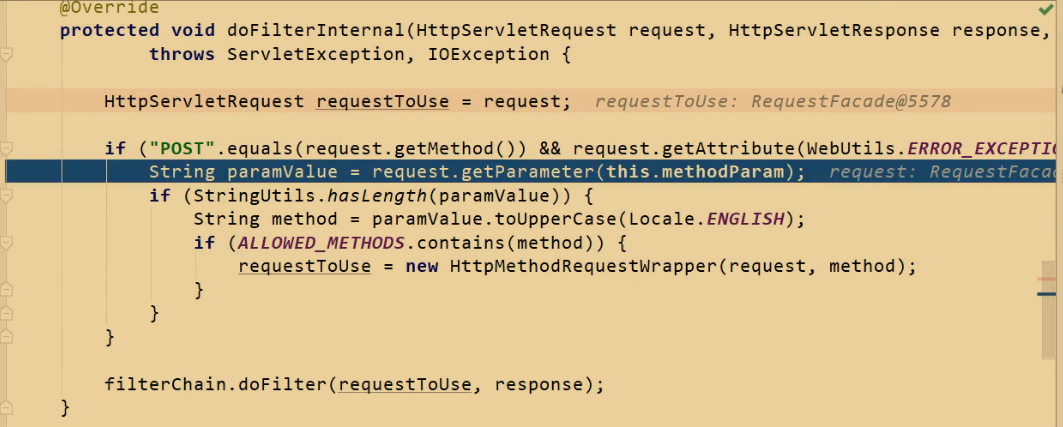 @Override
protected void doFilterInternal(HttpServletRequest request, HttpServletResponse response,
throws ServletException, IOException {
HttpServletRequest requestToUse = request; requestToUse: RequestFacade@5578
if ("POST".equals(request.getMethod()) && request.getAttribute(WebUtils.ERROR_EXCEPTIO
String paramValue = request.getParameter(this.methodParam); request: RequestFacad
if (StringUtils.hasLength(paramValue)) {
String method = paramValue.toUpperCase(Locale.ENGLISH);
if (ALLOWED_METHODS.contains(method)) {
requestToUse = new HttpMethodRequestWrapper(request, method);
}
}
}
filterChain.doFilter(requestToUse, response);
}